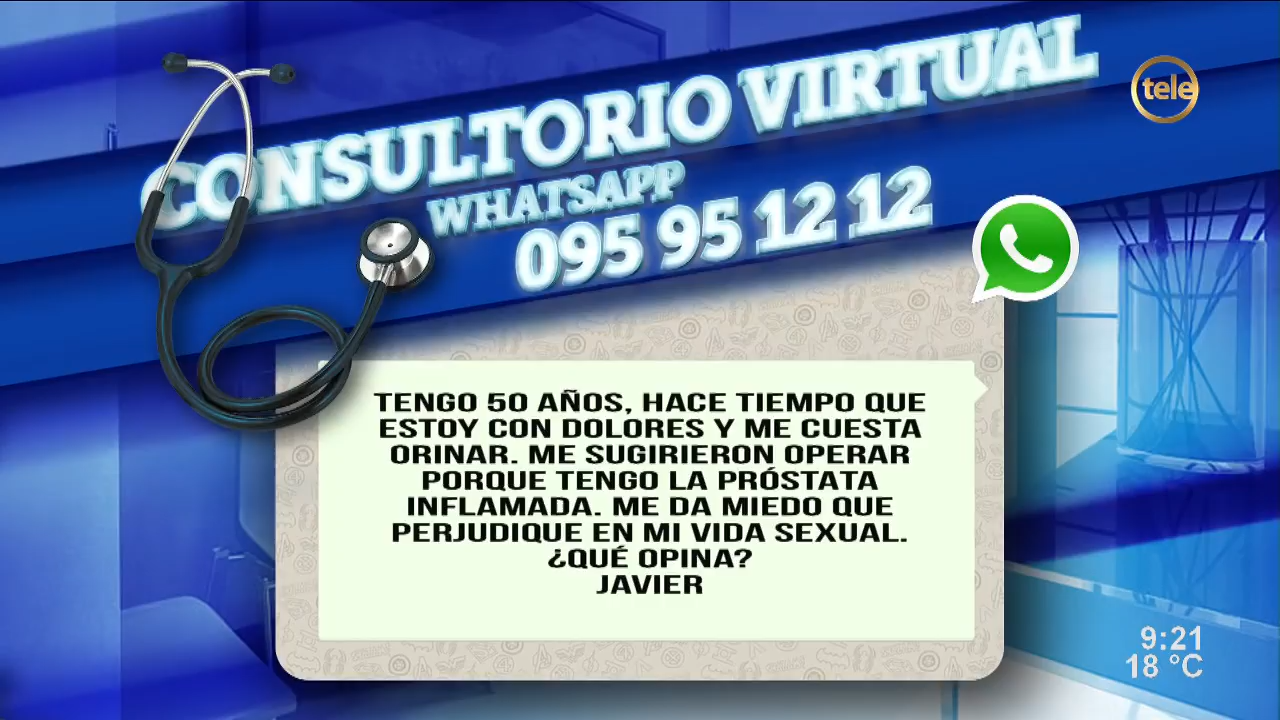 CONSULTORIO VIRTUAL
tele
WHATSAPP
095 95 12 12
TENGO 50 AÑOS, HACE TIEMPO QUE
ESTOY CON DOLORES Y ME CUESTA
ORINAR. ME SUGIRIERON OPERAR
PORQUE TENGO LA PRÓSTATA
INFLAMADA. ME DA MIEDO QUE
PERJUDIQUE EN MI VIDA SEXUAL.
¿QUÉ OPINA?
JAVIER
9:21
18 °C